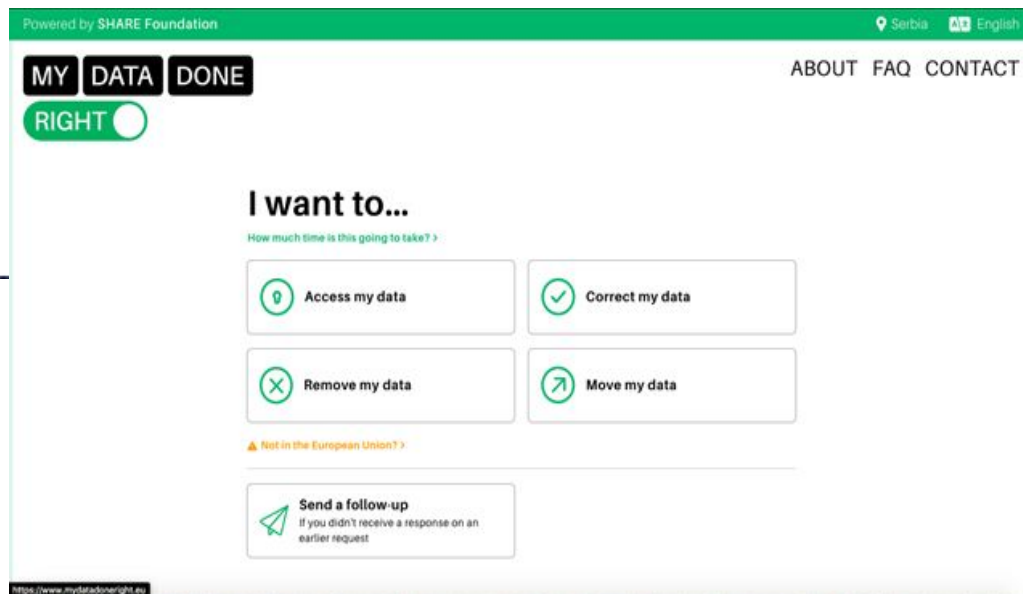 Powered by SHARE Foundation
Serbia
English
MY DATA DONE
RIGHT
ABOUT FAQ CONTACT
I want to...
How much time is this going to take? >
Access my data
Correct my data
Remove my data
Move my data
Not in the European Union? >
Send a follow-up
If you didn't receive a response on an
earlier request
https://www.mydatadoneright.eu